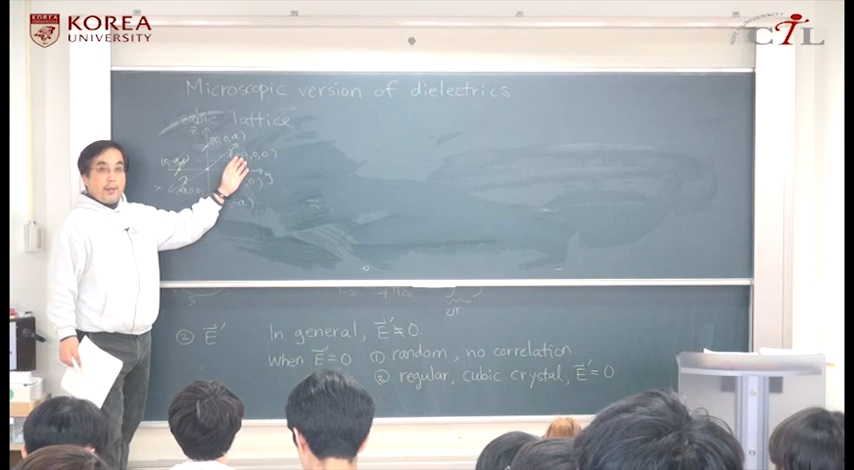 KOREA
UNIVERSITY
CTL
Microscopic version of dielectrics
cubic lattice
z
(0,0,a)
y
x
② E⃗′ In general, E⃗′≠0.
When E⃗′=0 ① random, no correlation
② regular, cubic crystal, E⃗′=0